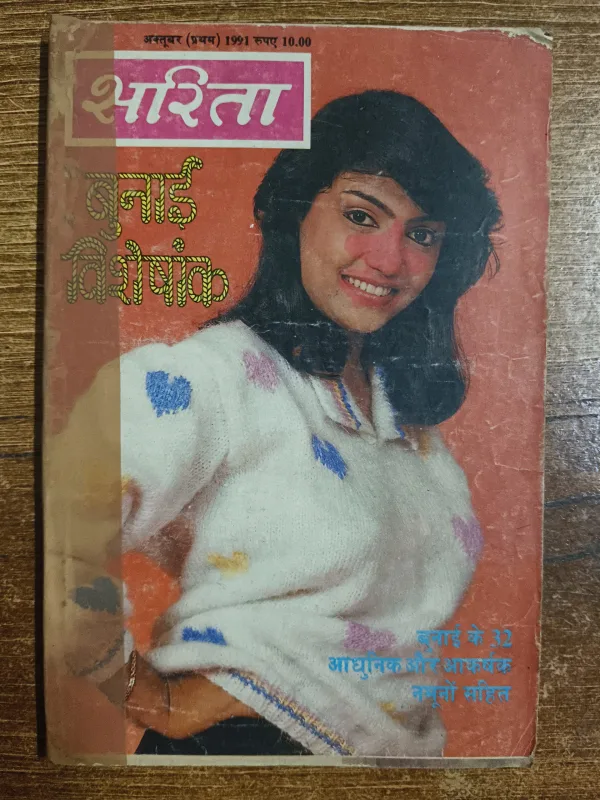 अक्तूबर (प्रथम) 1991 रुपए 10.00
सरिता
बुनाई
विशेषांक
बुनाई के 32
आधुनिक और आकर्षक
नमूनों सहित